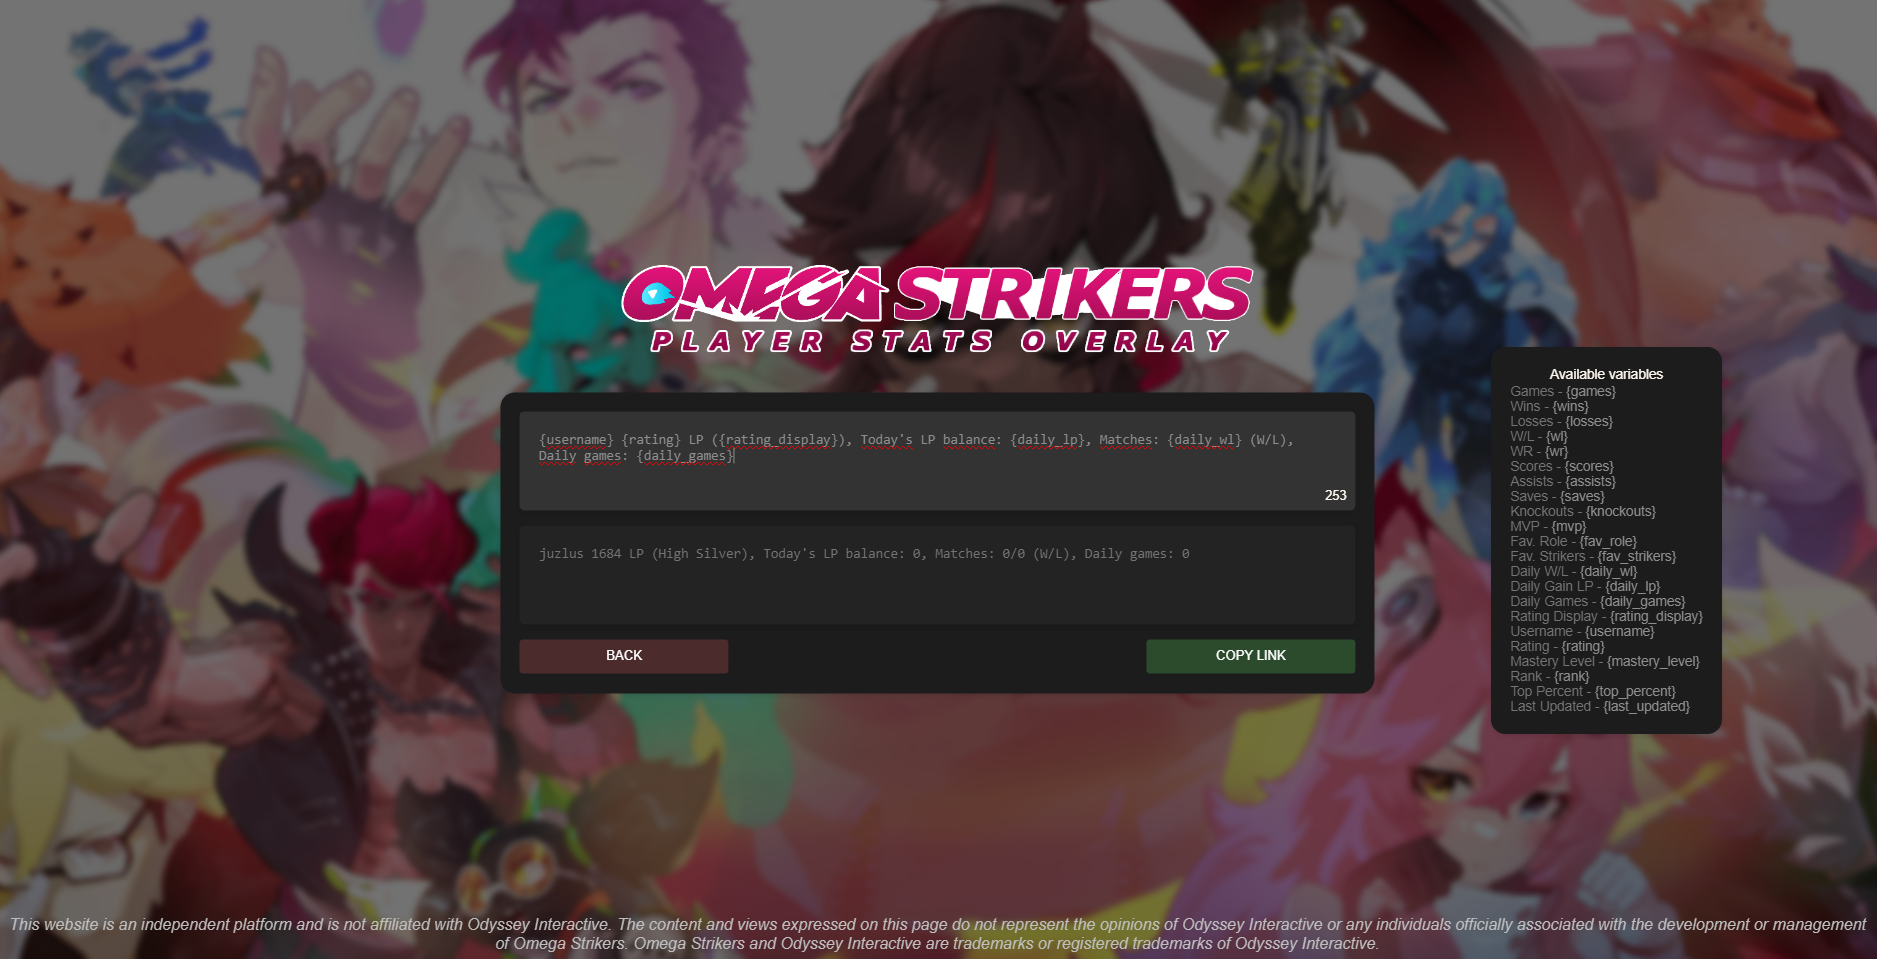 OMEGA STRIKERS
PLAYER STATS OVERLAY
{username} {rating} LP ({rating_display}), Today's LP balance: {daily_lp}, Matches: {daily_wl} (W/L),
Daily games: {daily_games}
253
juzlus 1684 LP (High Silver), Today's LP balance: 0, Matches: 0/0 (W/L), Daily games: 0
BACK
COPY LINK
Available variables
Games - {games}
Wins - {wins}
Losses - {losses}
W/L - {wl}
WR - {wr}
Scores - {scores}
Assists - {assists}
Saves - {saves}
Knockouts - {knockouts}
MVP - {mvp}
Fav. Role - {fav_role}
Fav. Strikers - {fav_strikers}
Daily W/L - {daily_wl}
Daily Gain LP - {daily_lp}
Daily Games - {daily_games}
Rating Display - {rating_display}
Username - {username}
Rating - {rating}
Mastery Level - {mastery_level}
Rank - {rank}
Top Percent - {top_percent}
Last Updated - {last_updated}
This website is an independent platform and is not affiliated with Odyssey Interactive. The content and views expressed on this page do not represent the opinions of Odyssey Interactive or any individuals officially associated with the development or management
of Omega Strikers. Omega Strikers and Odyssey Interactive are trademarks or registered trademarks of Odyssey Interactive.